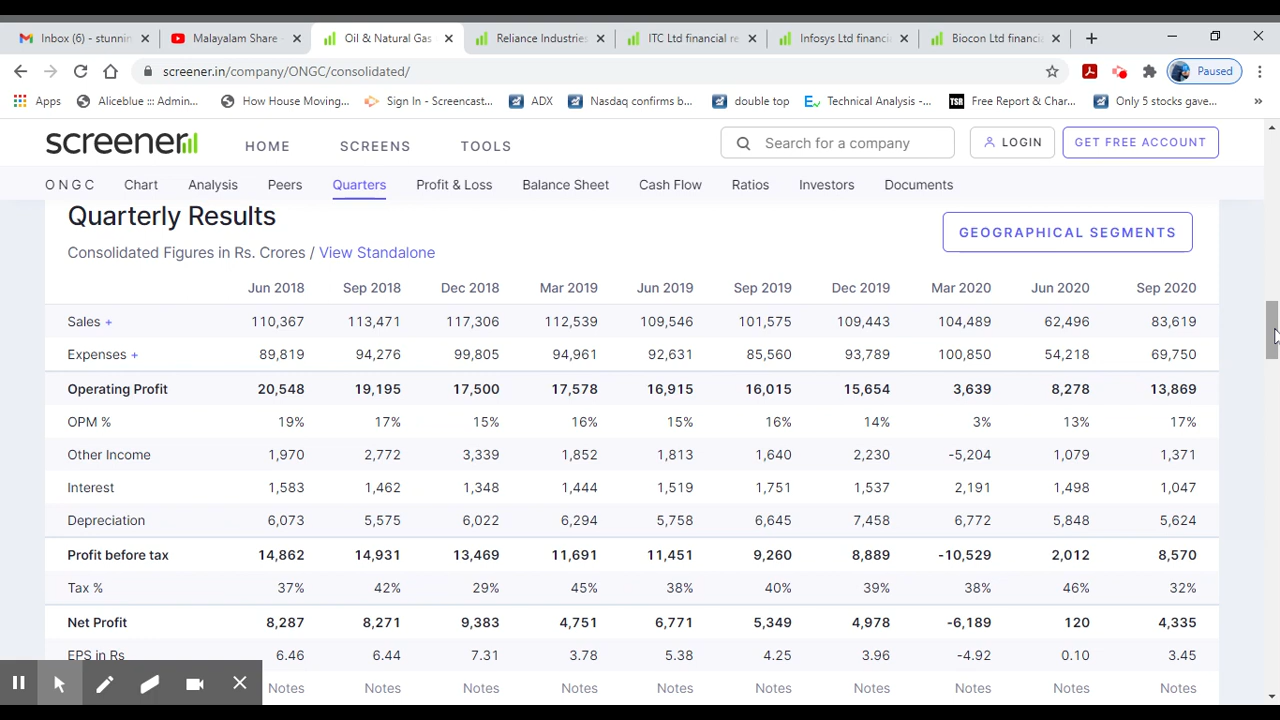 Inbox (6) - stunnin Malayalam Share - Oil & Natural Gas Reliance Industries ITC Ltd financial re Infosys Ltd financi Biocon Ltd financi
screener.in/company/ONGC/consolidated/ Paused
Apps Aliceblue ::: Admin... How House Moving... Sign In - Screencast... ADX Nasdaq confirms b... double top Technical Analysis -... TSR Free Report & Char... Only 5 stocks gave... »
screener HOME SCREENS TOOLS Search for a company LOGIN GET FREE ACCOUNT
O N G C Chart Analysis Peers Quarters Profit & Loss Balance Sheet Cash Flow Ratios Investors Documents
Quarterly Results
GEOGRAPHICAL SEGMENTS
Consolidated Figures in Rs. Crores / View Standalone
Jun 2018 Sep 2018 Dec 2018 Mar 2019 Jun 2019 Sep 2019 Dec 2019 Mar 2020 Jun 2020 Sep 2020
Sales + 110,367 113,471 117,306 112,539 109,546 101,575 109,443 104,489 62,496 83,619
Expenses + 89,819 94,276 99,805 94,961 92,631 85,560 93,789 100,850 54,218 69,750
Operating Profit 20,548 19,195 17,500 17,578 16,915 16,015 15,654 3,639 8,278 13,869
OPM % 19% 17% 15% 16% 15% 16% 14% 3% 13% 17%
Other Income 1,970 2,772 3,339 1,852 1,813 1,640 2,230 -5,204 1,079 1,371
Interest 1,583 1,462 1,348 1,444 1,519 1,751 1,537 2,191 1,498 1,047
Depreciation 6,073 5,575 6,022 6,294 5,758 6,645 7,458 6,772 5,848 5,624
Profit before tax 14,862 14,931 13,469 11,691 11,451 9,260 8,889 -10,529 2,012 8,570
Tax % 37% 42% 29% 45% 38% 40% 39% 38% 46% 32%
Net Profit 8,287 8,271 9,383 4,751 6,771 5,349 4,978 -6,189 120 4,335
EPS in Rs 6.46 6.44 7.31 3.78 5.38 4.25 3.96 -4.92 0.10 3.45
Notes Notes Notes Notes Notes Notes Notes Notes Notes Notes